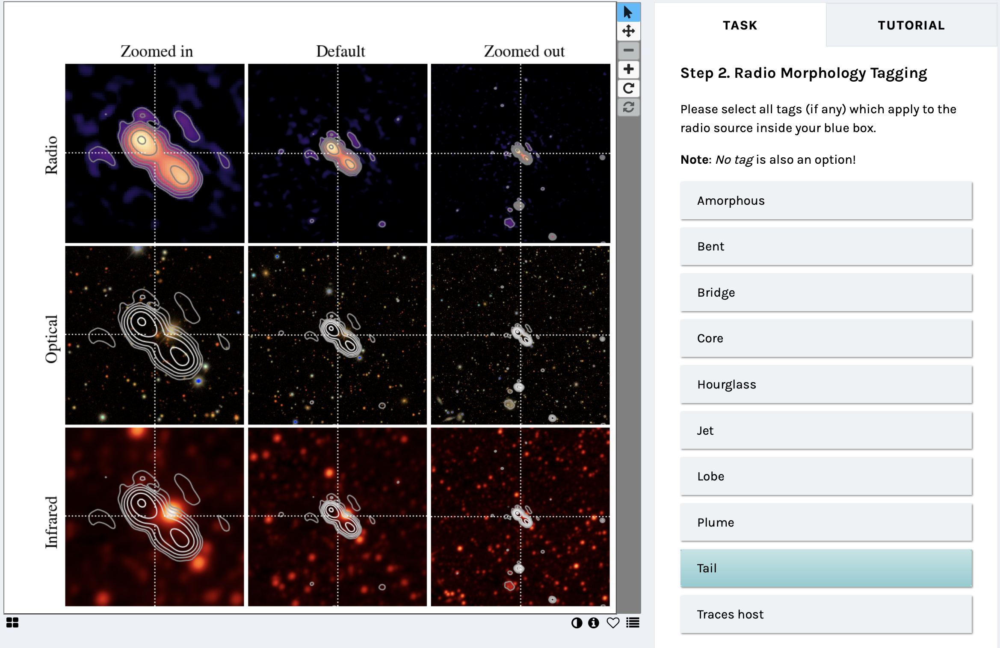 Zoomed in
Default
Zoomed out
Radio
Optical
Infrared
TASK
TUTORIAL
Step 2. Radio Morphology Tagging
Please select all tags (if any) which apply to the
radio source inside your blue box.
Note: No tag is also an option!
Amorphous
Bent
Bridge
Core
Hourglass
Jet
Lobe
Plume
Tail
Traces host